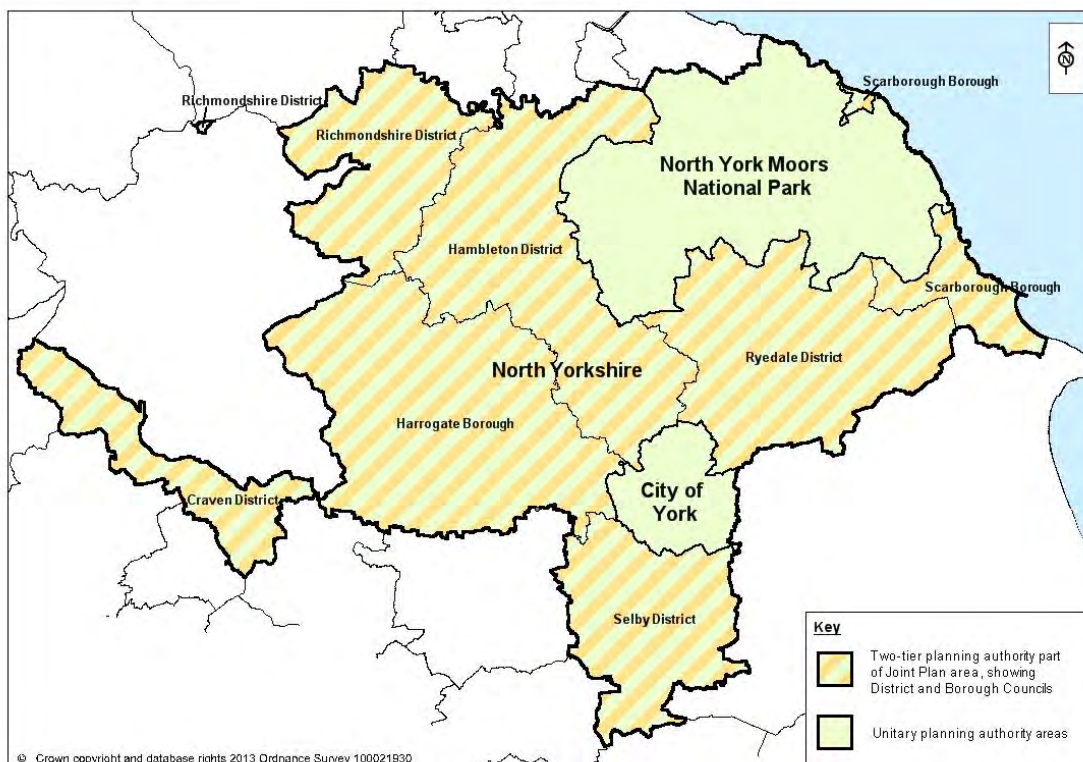 Scarborough Borough
Richmondshire District
Richmondshire District
North York Moors
National Park
Hambleton District
Scarborough Borough
Ryedale District
North Yorkshire
Harrogate Borough
Craven District
City of
York
Selby District
Key
Two-tier planning authority part
of Joint Plan area, showing
District and Borough Councils
Unitary planning authority areas
© Crown copyright and database rights 2013 Ordnance Survey 100021930
N